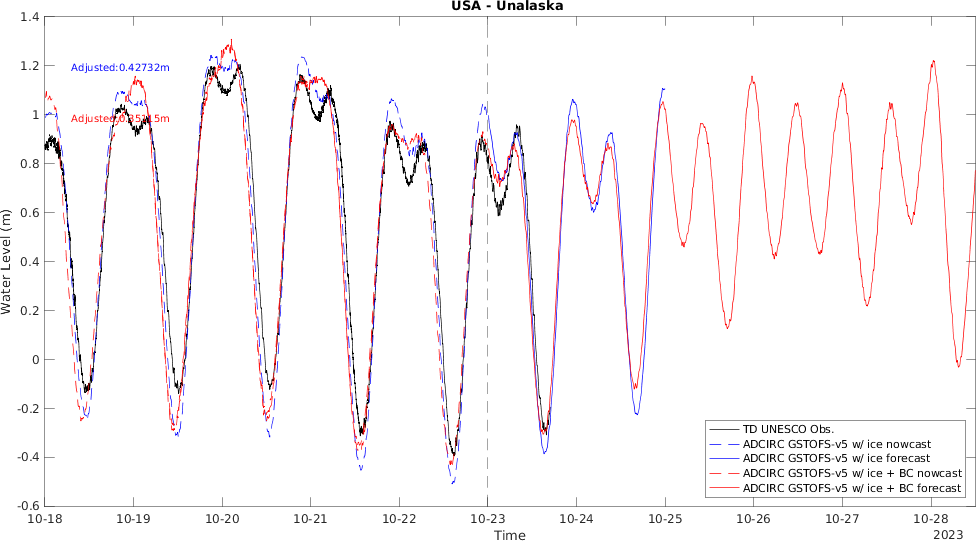 USA - Unalaska
1.4
1.2
1
0.8
0.6
0.4
0.2
0
-0.2
-0.4
-0.6
Water Level (m)
Adjusted:0.42732m
TD UNESCO Obs.
ADCIRC GSTOFS-v5 w/ ice nowcast
ADCIRC GSTOFS-v5 w/ ice forecast
ADCIRC GSTOFS-v5 w/ ice + BC nowcast
ADCIRC GSTOFS-v5 w/ ice + BC forecast
10-18 10-19 10-20 10-21 10-22 10-23 10-24 10-25 10-26 10-27 10-28
Time
2023